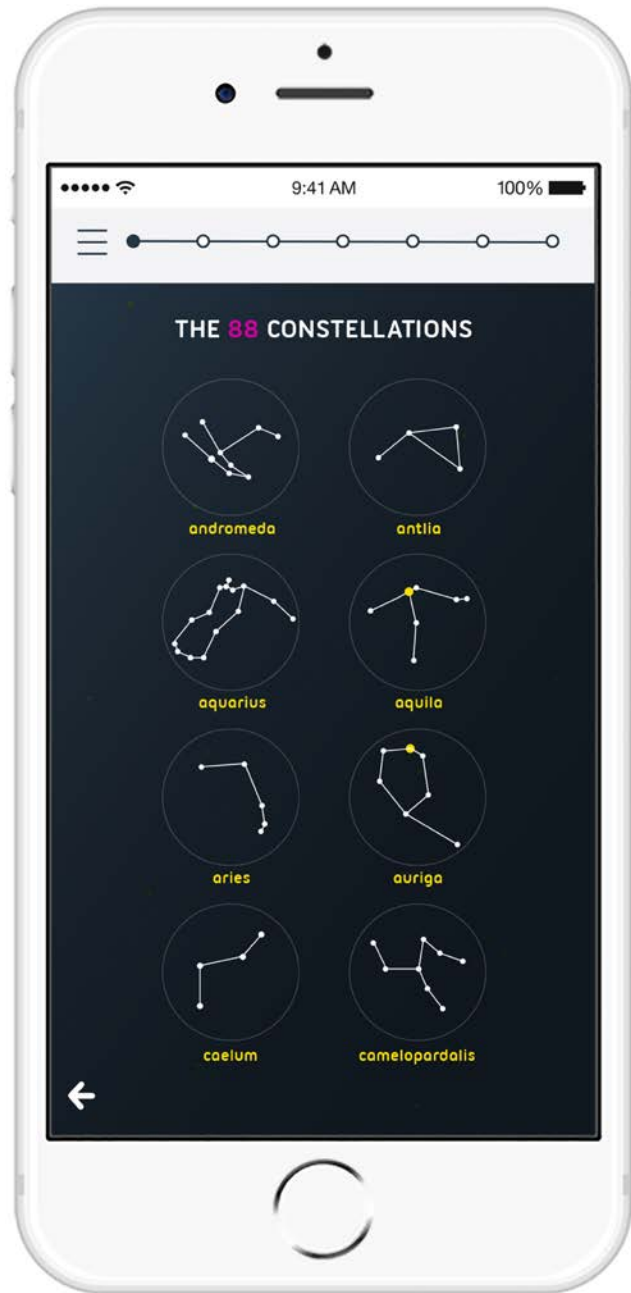 9:41 AM 100%
THE 88 CONSTELLATIONS
andromeda antlia
aquarius aquila
aries auriga
caelum camelopardalis